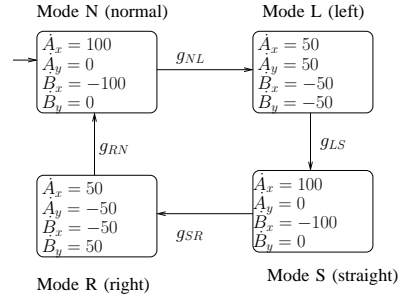 Mode N (normal)
Mode L (left)
Ȧx = 100
Ȧy = 0
Ḃx = −100
Ḃy = 0
gNL
Ȧx = 50
Ȧy = 50
Ḃx = −50
Ḃy = −50
gRN
gLS
Ȧx = 50
Ȧy = −50
Ḃx = −50
Ḃy = 50
gSR
Ȧx = 100
Ȧy = 0
Ḃx = −100
Ḃy = 0
Mode R (right)
Mode S (straight)